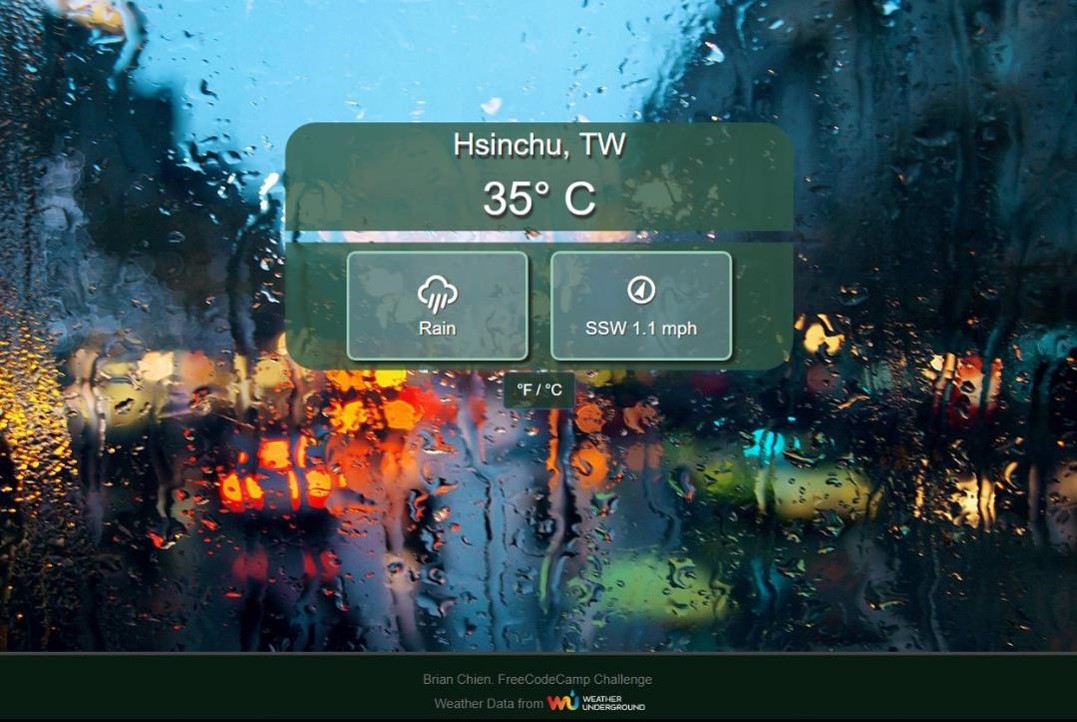 Hsinchu, TW
35° C
Rain
SSW 1.1 mph
°F / °C
Brian Chien. FreeCodeCamp Challenge
Weather Data from WU WEATHER
UNDERGROUND